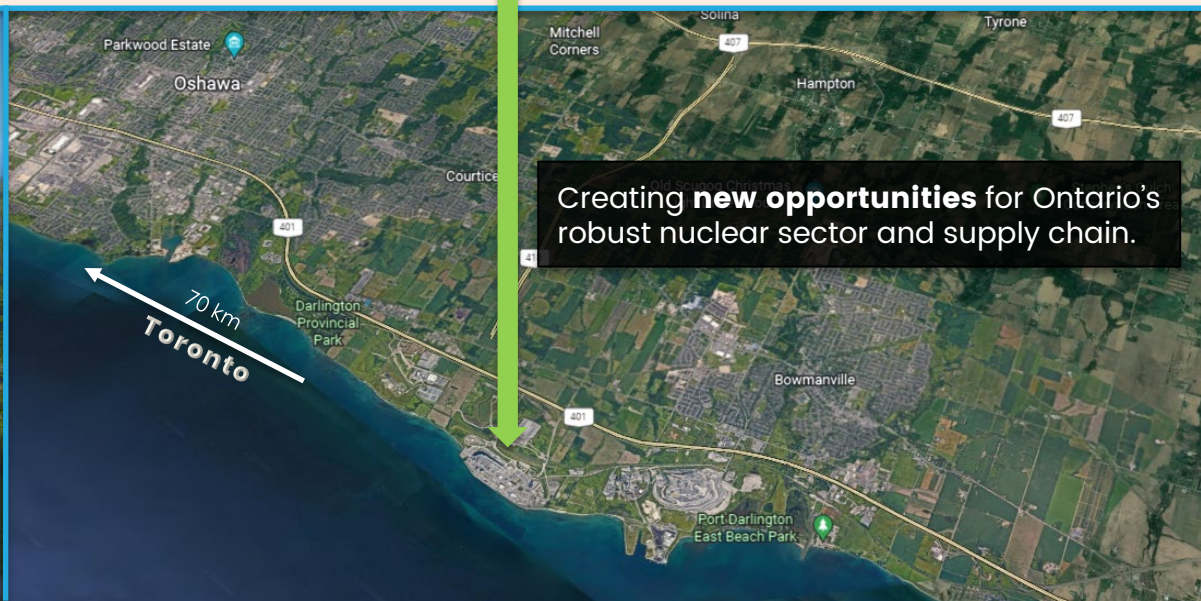 Solina
Tyrone
Mitchell
Corners
407
Parkwood Estate
Oshawa
Hampton
407
Courtice
Creating new opportunities for Ontario's
robust nuclear sector and supply chain.
401
41
70 km
Toronto
Darlington
Provincial
Park
Bowmanville
401
Port Darlington
East Beach Park